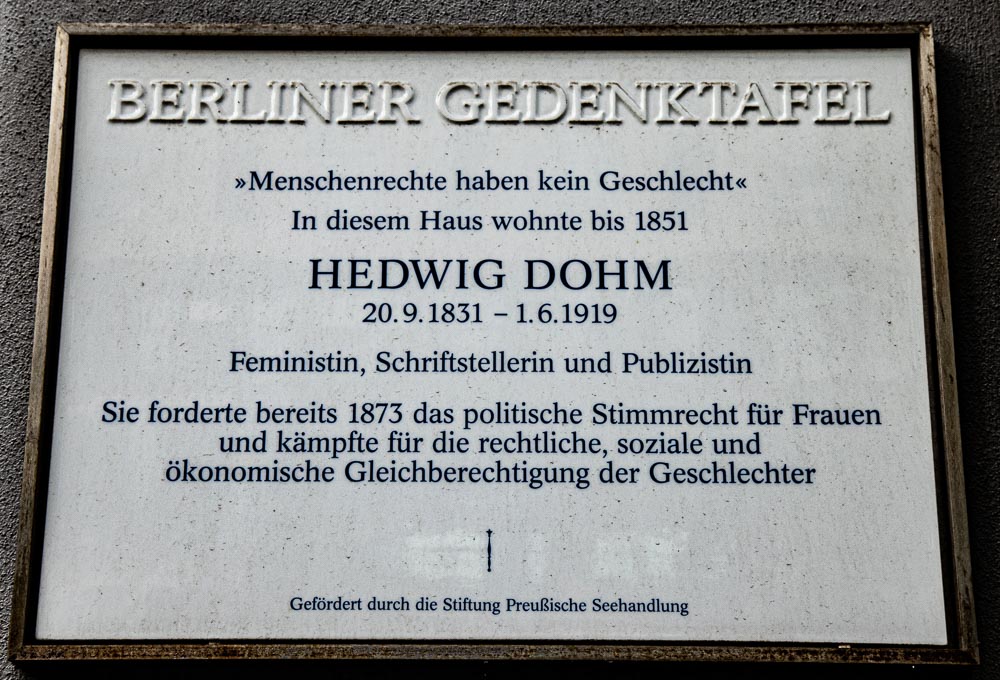 BERLINER GEDENKTAFEL
»Menschenrechte haben kein Geschlecht«
In diesem Haus wohnte bis 1851
HEDWIG DOHM
20.9.1831 – 1.6.1919
Feministin, Schriftstellerin und Publizistin
Sie forderte bereits 1873 das politische Stimmrecht für Frauen
und kämpfte für die rechtliche, soziale und
ökonomische Gleichberechtigung der Geschlechter
Gefördert durch die Stiftung Preußische Seehandlung